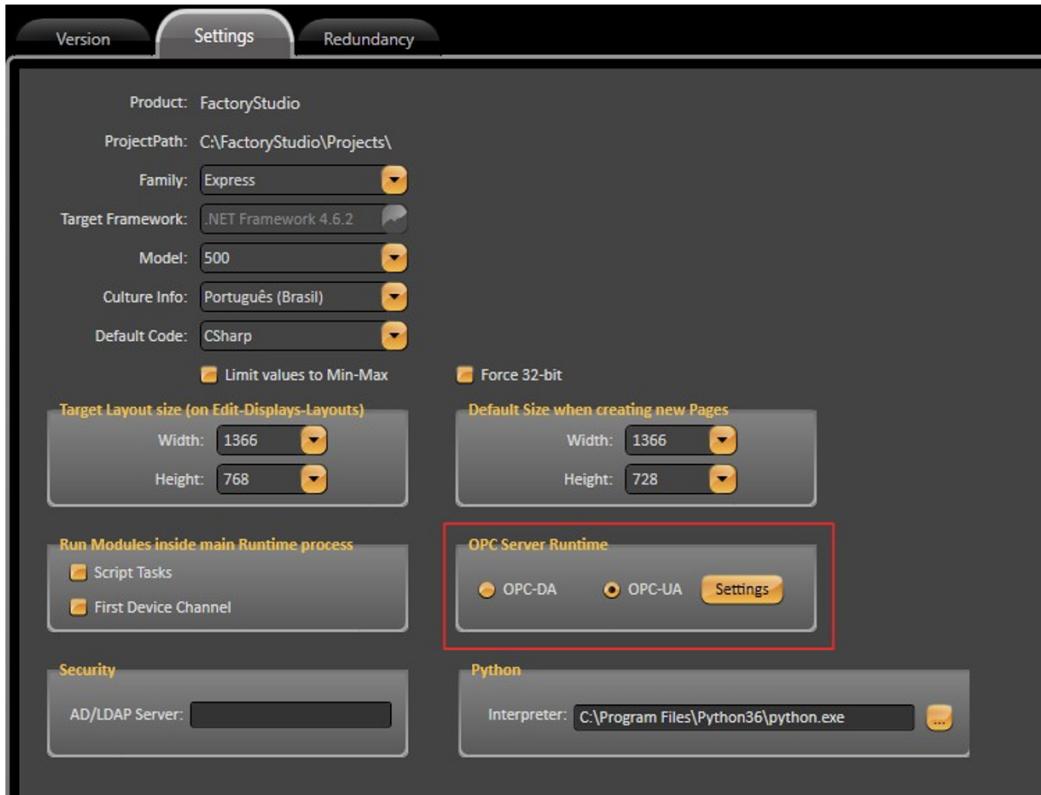 Version Settings Redundancy
Product: FactoryStudio
ProjectPath: C:\FactoryStudio\Projects\
Family: Express
Target Framework: .NET Framework 4.6.2
Model: 500
Culture Info: Português (Brasil)
Default Code: CSharp
Limit values to Min-Max Force 32-bit
Target Layout size (on Edit-Displays-Layouts) Default Size when creating new Pages
Width: 1366 Width: 1366
Height: 768 Height: 728
Run Modules inside main Runtime process OPC Server Runtime
Script Tasks
OPC-DA OPC-UA Settings
First Device Channel
Security Python
AD/LDAP Server: Interpreter: C:\Program Files\Python36\python.exe ...